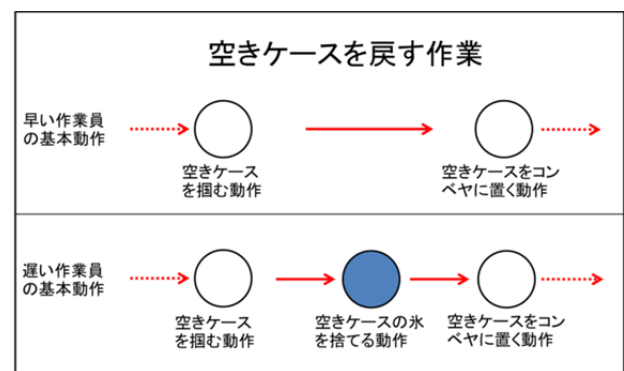 空きケースを戻す作業
早い作業員
の基本動作
空きケース
を掴む動作
空きケースをコン
ベヤに置く動作
遅い作業員
の基本動作
空きケース
を掴む動作
空きケースの氷
を捨てる動作
空きケースをコン
ベヤに置く動作